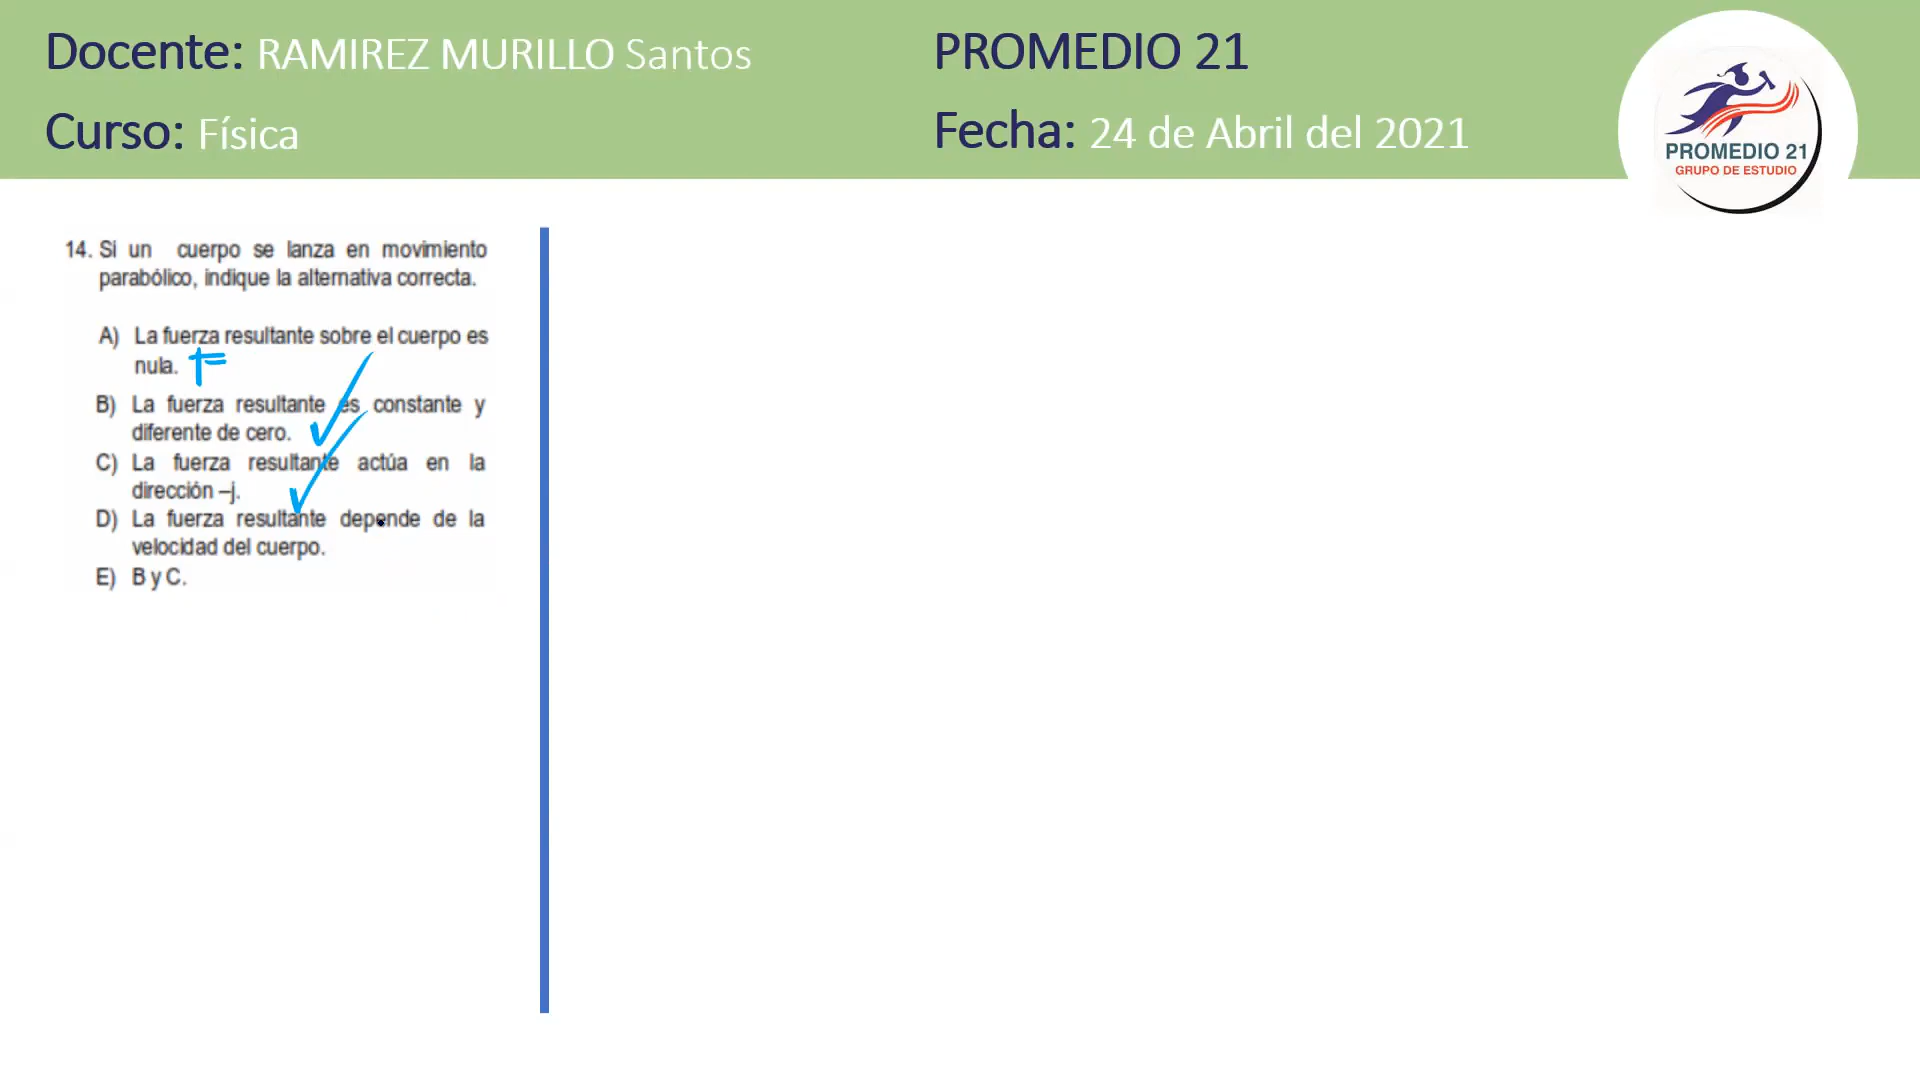 Docente: RAMIREZ MURILLO Santos
Curso: Física
PROMEDIO 21
Fecha: 24 de Abril del 2021
PROMEDIO 21
GRUPO DE ESTUDIO
14. Si un cuerpo se lanza en movimiento
parabólico, indique la alternativa correcta.
A) La fuerza resultante sobre el cuerpo es
nula.
B) La fuerza resultante es constante y
diferente de cero.
C) La fuerza resultante actúa en la
dirección –j.
D) La fuerza resultante depende de la
velocidad del cuerpo.
E) B y C.